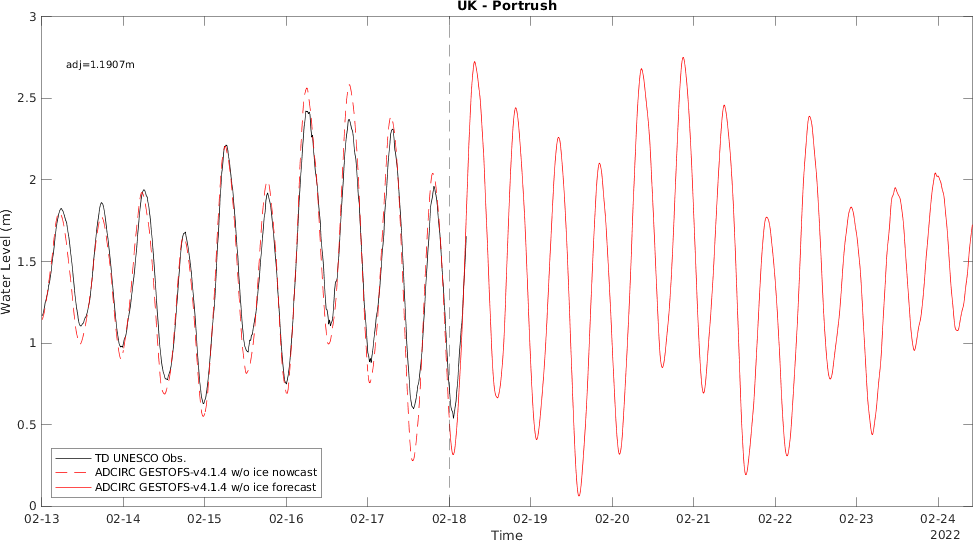 UK - Portrush
adj=1.1907m
Water Level (m)
3
2.5
2
1.5
1
0.5
0
TD UNESCO Obs.
ADCIRC GESTOFS-v4.1.4 w/o ice nowcast
ADCIRC GESTOFS-v4.1.4 w/o ice forecast
02-13 02-14 02-15 02-16 02-17 02-18 02-19 02-20 02-21 02-22 02-23 02-24
Time
2022